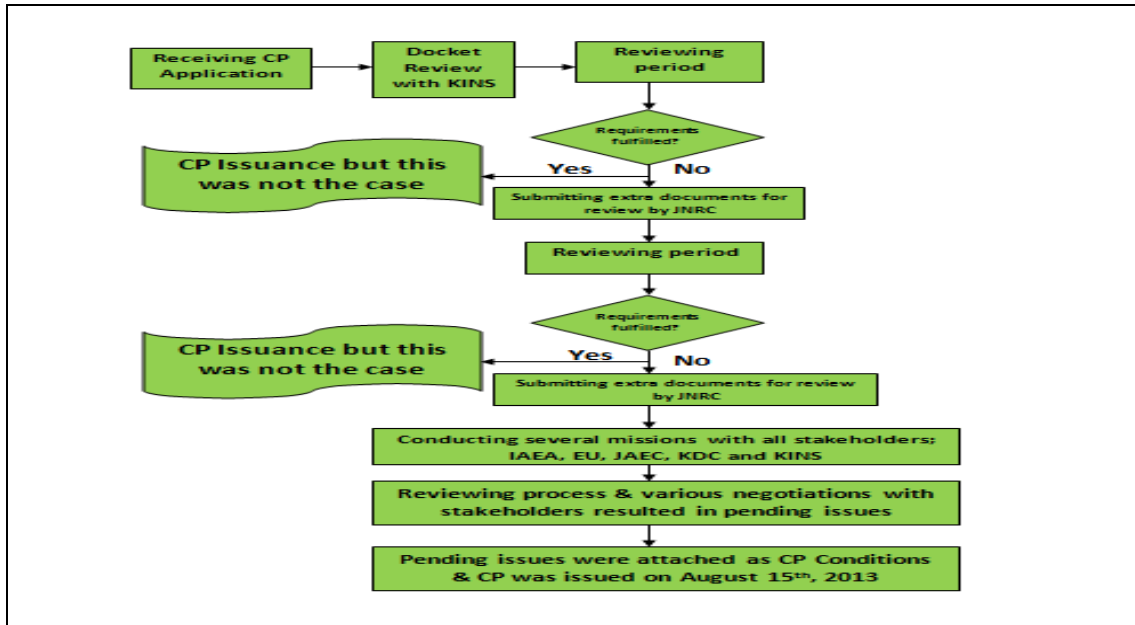 Receiving CP
Application
Docket
Review
with KINS
Reviewing
period
Requirements
fulfilled?
Yes
No
CP Issuance but this
was not the case
Submitting extra documents for
review by JNRC
Reviewing period
Requirements
fulfilled?
Yes
No
CP Issuance but this
was not the case
Submitting extra documents for review
by JNRC
Conducting several missions with all stakeholders;
IAEA, EU, JAEC, KDC and KINS
Reviewing process & various negotiations with
stakeholders resulted in pending issues
Pending issues were attached as CP Conditions
& CP was issued on August 15th, 2013